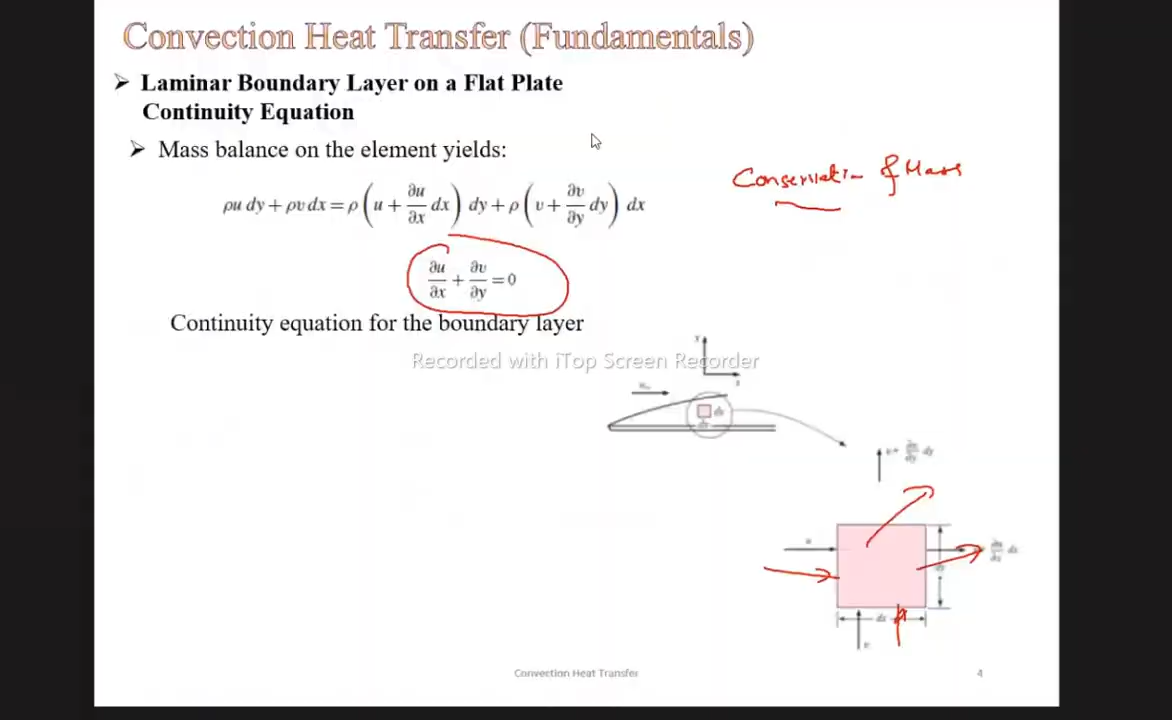 Convection Heat Transfer (Fundamentals)
➢ Laminar Boundary Layer on a Flat Plate
Continuity Equation
➢ Mass balance on the element yields:
Conservation of Mass
ρu dy + ρv dx = ρ (u + ∂u/∂x dx) dy + ρ (v + ∂v/∂y dy) dx
∂u/∂x + ∂v/∂y = 0
Continuity equation for the boundary layer
Recorded with iTop Screen Recorder
dx
Convection Heat Transfer
4